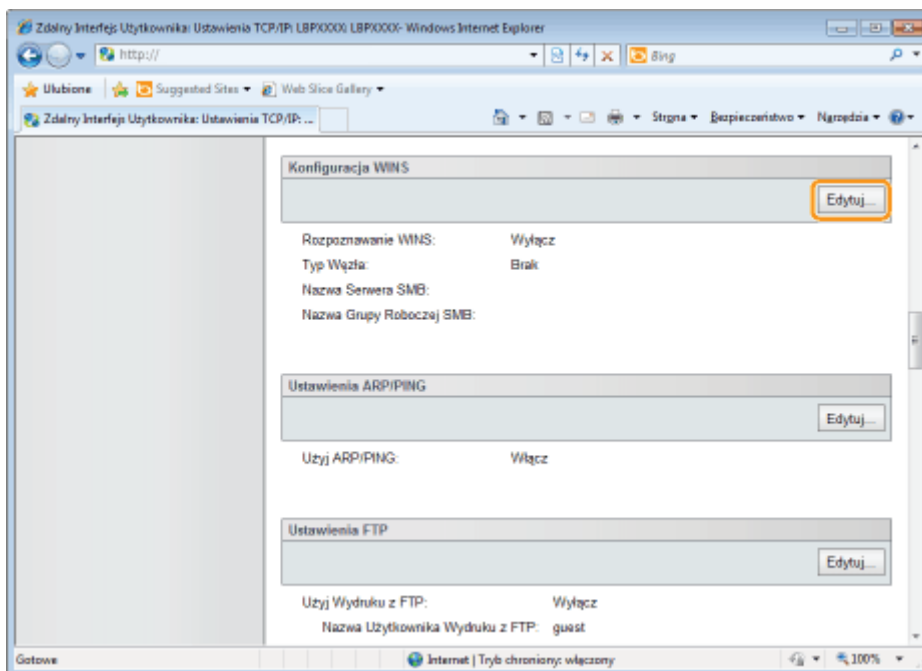 Zdalny Interfejs Użytkownika: Ustawienia TCP/IP: LBPXXXX: LBPXXXX- Windows Internet Explorer
http://
Bing
Ulubione Suggested Sites Web Slice Gallery
Zdalny Interfejs Użytkownika: Ustawienia TCP/IP: ... Strona Bezpieczeństwo Narzędzia
Konfiguracja WINS
Edytuj...
Rozpoznawanie WINS: Wyłącz
Typ Węzła: Brak
Nazwa Serwera SMB:
Nazwa Grupy Roboczej SMB:
Ustawienia ARP/PING
Edytuj...
Użyj ARP/PING: Włącz
Ustawienia FTP
Edytuj...
Użyj Wydruku z FTP: Wyłącz
Nazwa Użytkownika Wydruku z FTP: guest
Gotowe Internet | Tryb chroniony: włączony 100%